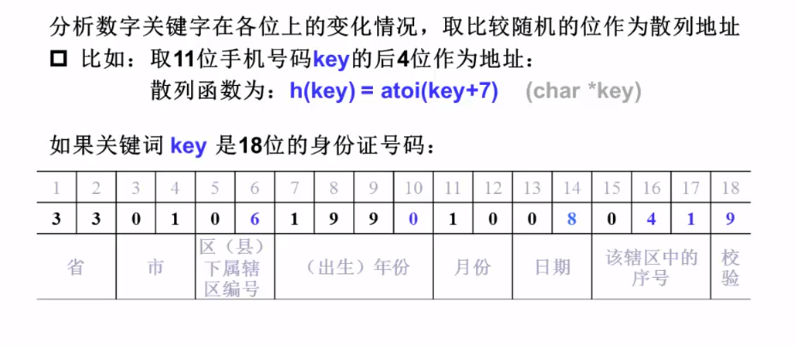 分析数字关键字在各位上的变化情况，取比较随机的位作为散列地址
比如：取11位手机号码key的后4位作为地址：
散列函数为：h(key) = atoi(key+7) (char *key)
如果关键词 key 是18位的身份证号码：
1 2 3 4 5 6 7 8 9 10 11 12 13 14 15 16 17 18
3 3 0 1 0 6 1 9 9 0 1 0 0 8 0 4 1 9
省 市 区（县）下属辖区编号 （出生）年份 月份 日期 该辖区中的序号 校验